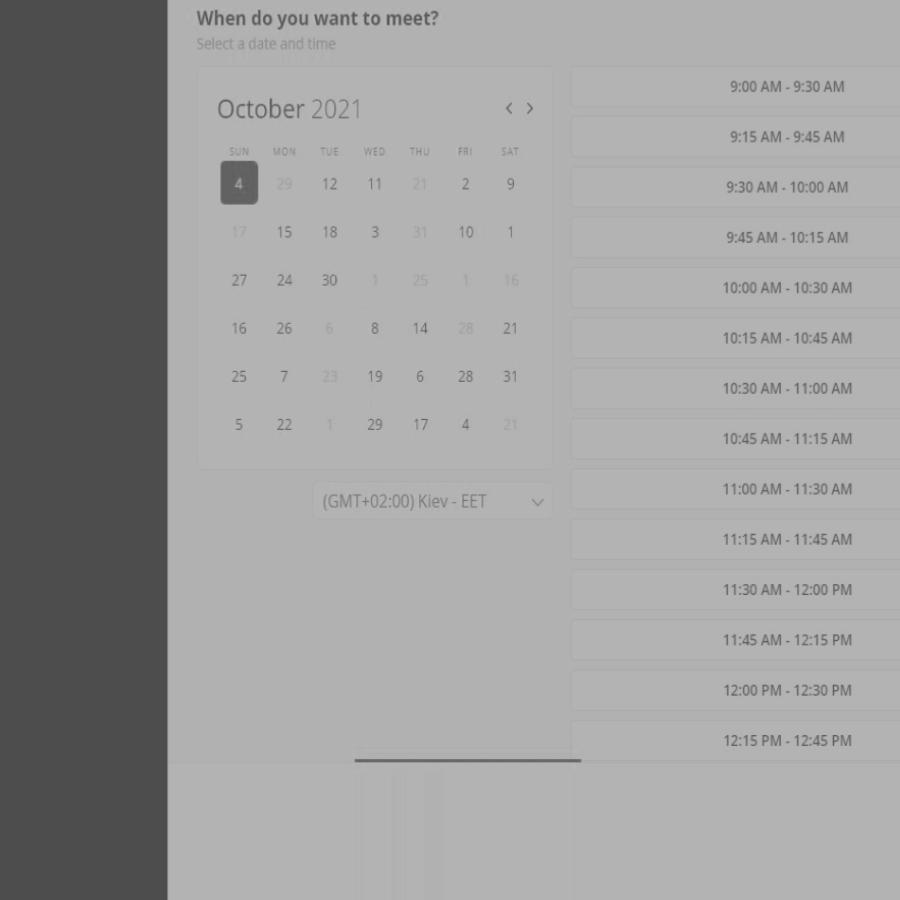 When do you want to meet?
Select a date and time
October 2021
SUN MON TUE WED THU FRI SAT
4 29 12 11 21 2 9
17 15 18 3 31 10 1
27 24 30 1 25 1 16
16 26 6 8 14 28 21
25 7 23 19 6 28 31
5 22 1 29 17 4 21
(GMT+02:00) Kiev - EET
9:00 AM - 9:30 AM
9:15 AM - 9:45 AM
9:30 AM - 10:00 AM
9:45 AM - 10:15 AM
10:00 AM - 10:30 AM
10:15 AM - 10:45 AM
10:30 AM - 11:00 AM
10:45 AM - 11:15 AM
11:00 AM - 11:30 AM
11:15 AM - 11:45 AM
11:30 AM - 12:00 PM
11:45 AM - 12:15 PM
12:00 PM - 12:30 PM
12:15 PM - 12:45 PM